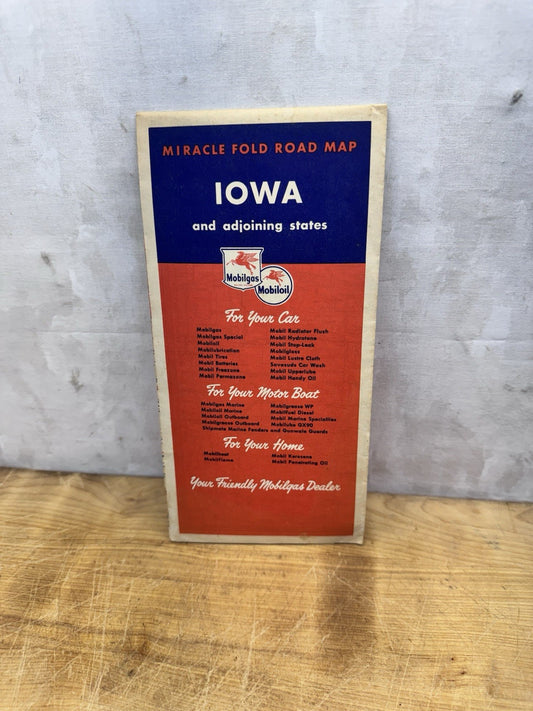 MIRACLE FOLD ROAD MAP
IOWA
and adjoining states
Mobilgas
Mobiloil
For Your Car
Mobilgas
Mobilgas Special
Mobiloil
Mobilubrication
Mobil Tires
Mobil Batteries
Mobil Freezone
Mobil Permazone
Mobil Radiator Flush
Mobil Hydrotone
Mobil Stop-Leak
Mobilgloss
Mobil Lustre Cloth
Sovasuds Car Wash
Mobil Upperlube
Mobil Handy Oil
For Your Motor Boat
Mobilgas Marine
Mobiloil Marine
Mobiloil Outboard
Mobilgrease Outboard
Mobilgrease WP
Mobilfuel Diesel
Mobil Marine Specialties
Mobilube GX90
Shipmate Marine Fenders and Gunwale Guards
For Your Home
Mobilheat
Mobilflame
Mobil Kerosene
Mobil Penetrating Oil
Your Friendly Mobilgas Dealer